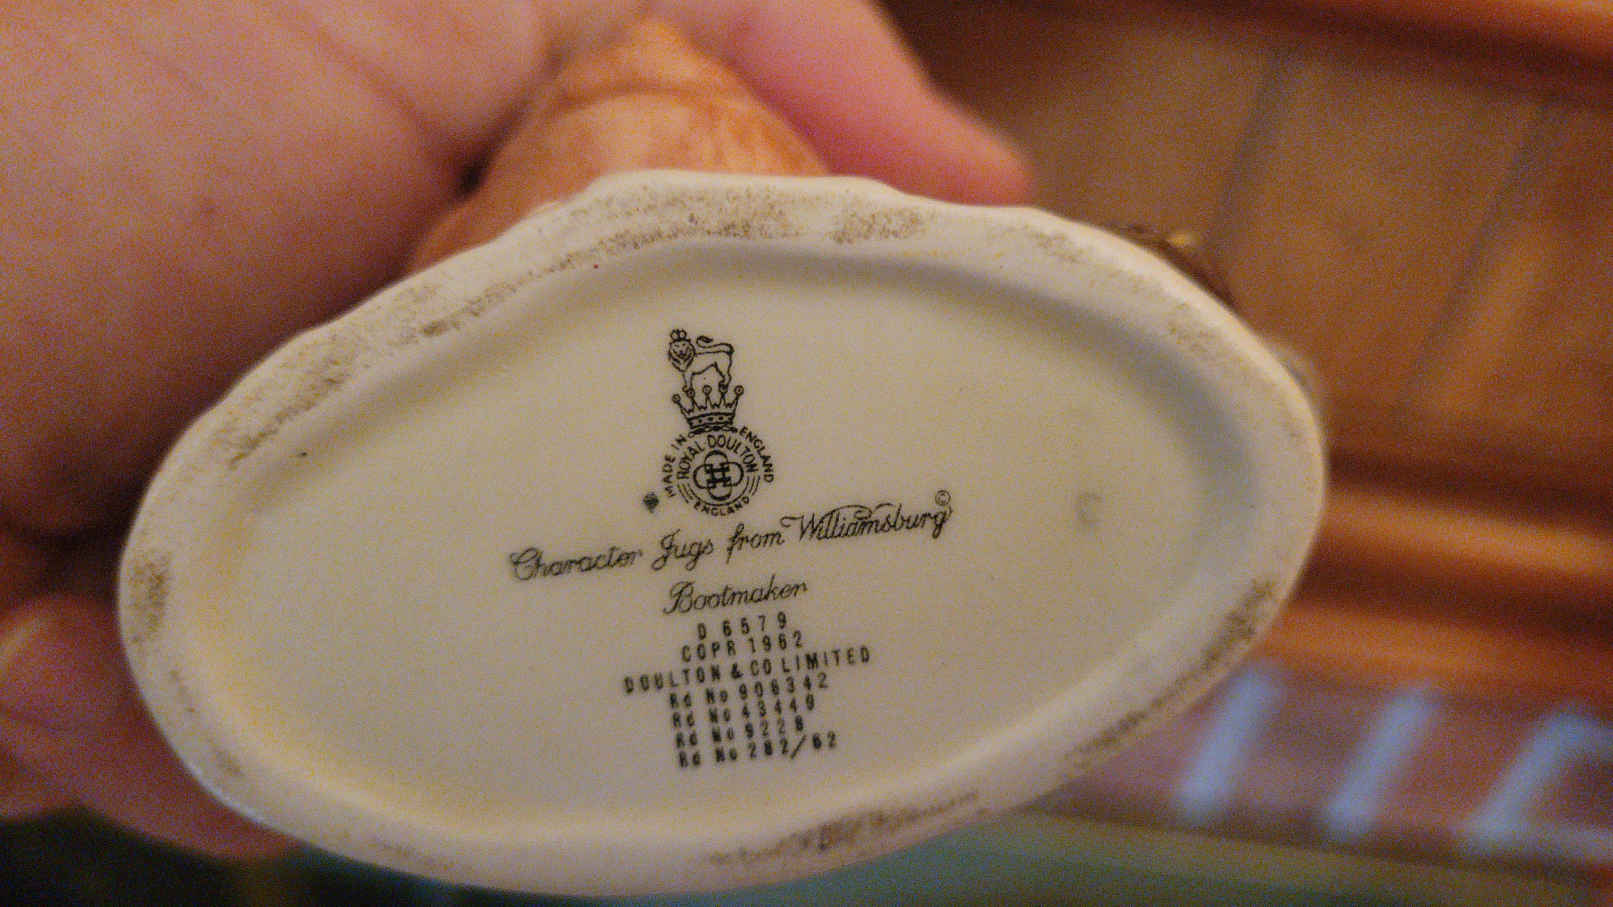 MADE IN ENGLAND
ROYAL·DOULTON
ENGLAND
Character Jugs from Williamsburg©
Bootmaker
D 6579
COPR 1962
DOULTON & CO LIMITED
Rd No 906342
Rd No 43449
Rd No 9228
Rd No 282/62